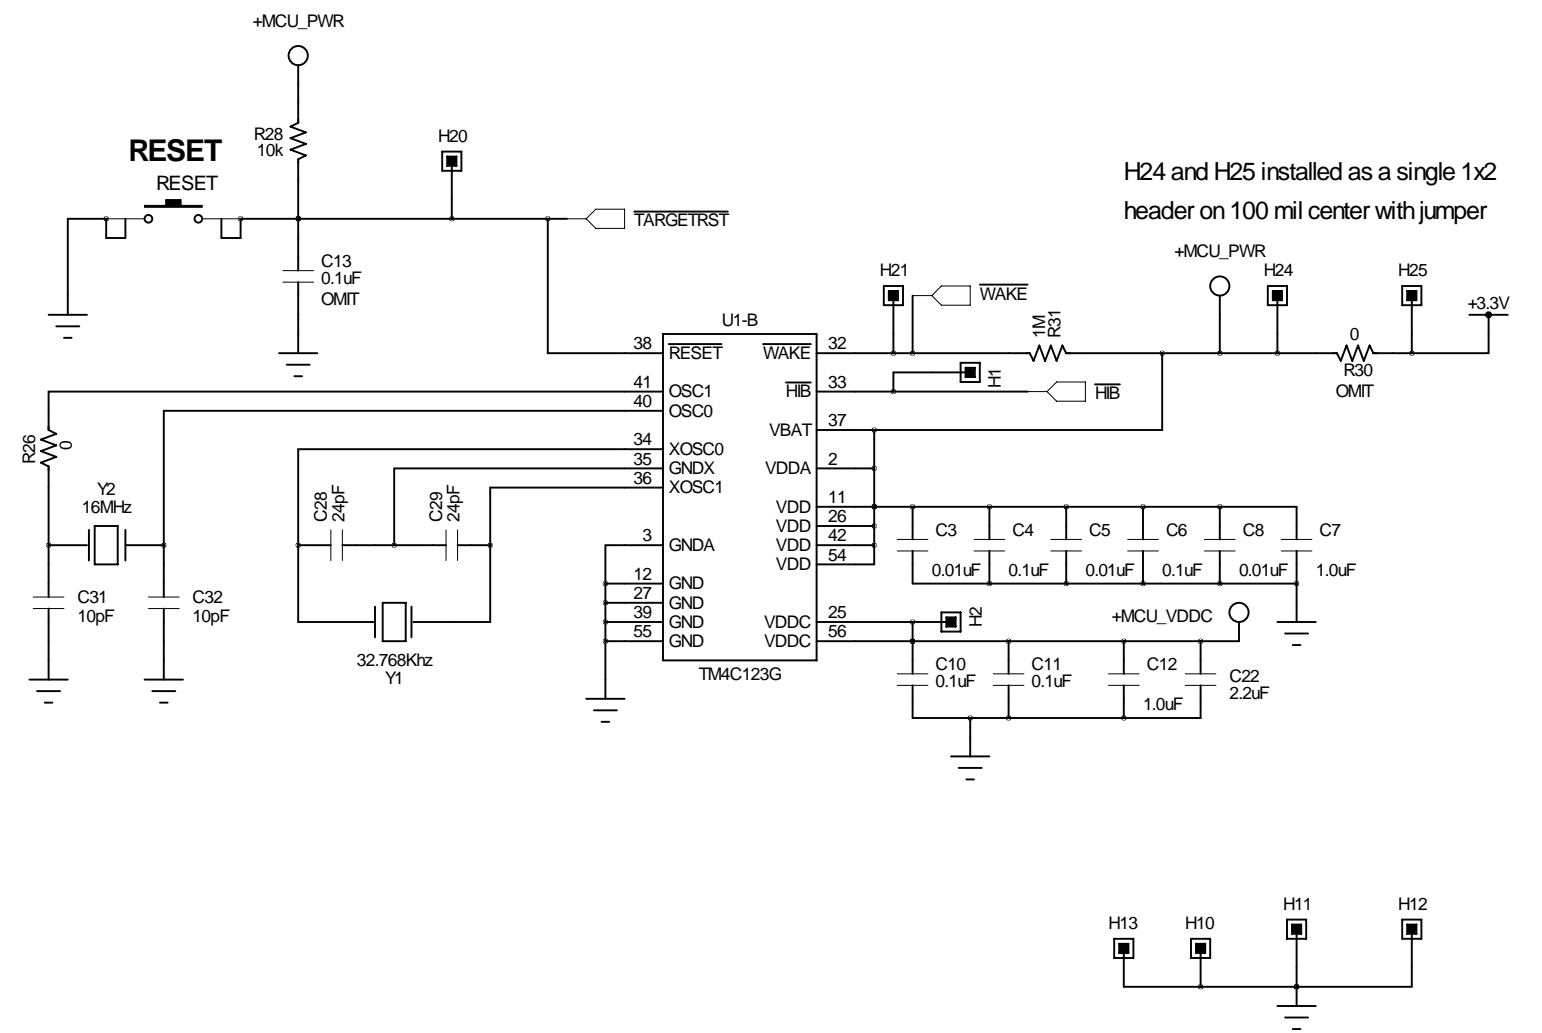 +MCU_PWR
R28
10k
RESET
RESET
H20
TARGETRST
C13
0.1uF
OMIT
H24 and H25 installed as a single 1x2
header on 100 mil center with jumper
+MCU_PWR
H21
WAKE
1M
R31
H24
H25
+3.3V
0
R30
OMIT
H1
HIB
U1-B
38
RESET
41
OSC1
40
OSC0
34
XOSC0
35
GNDX
36
XOSC1
3
GNDA
12
GND
27
GND
39
GND
55
GND
WAKE
32
HIB
33
VBAT
37
VDDA
2
VDD
11
VDD
26
VDD
42
VDD
54
VDDC
25
VDDC
56
TM4C123G
R26
0
Y2
16MHz
C31
10pF
C32
10pF
C28
24pF
C29
24pF
32.768Khz
Y1
C3
0.01uF
C4
0.1uF
C5
0.01uF
C6
0.1uF
C8
0.01uF
C7
1.0uF
H2
+MCU_VDDC
C10
0.1uF
C11
0.1uF
C12
1.0uF
C22
2.2uF
H13
H10
H11
H12